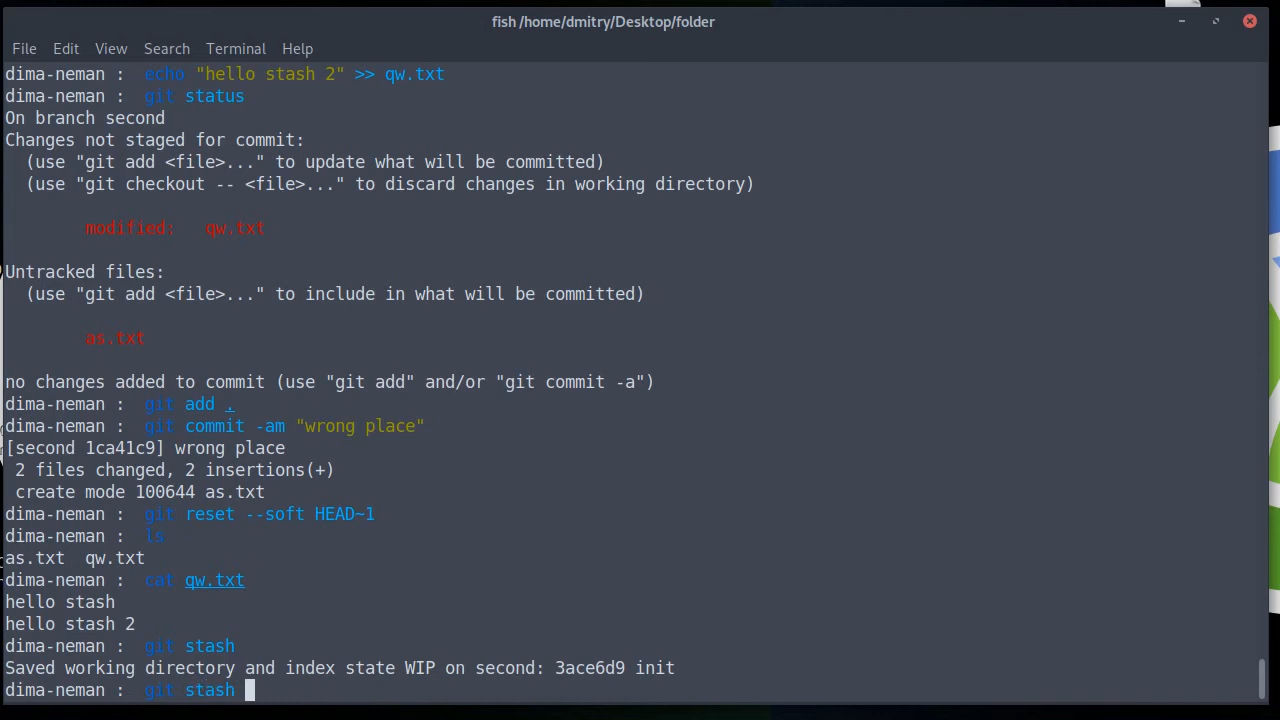 fish /home/dmitry/Desktop/folder
File Edit View Search Terminal Help
dima-neman :  echo "hello stash 2" >> qw.txt
dima-neman :  git status
On branch second
Changes not staged for commit:
  (use "git add <file>..." to update what will be committed)
  (use "git checkout -- <file>..." to discard changes in working directory)
        modified:   qw.txt
Untracked files:
  (use "git add <file>..." to include in what will be committed)
        as.txt
no changes added to commit (use "git add" and/or "git commit -a")
dima-neman :  git add .
dima-neman :  git commit -am "wrong place"
[second 1ca41c9] wrong place
 2 files changed, 2 insertions(+)
 create mode 100644 as.txt
dima-neman :  git reset --soft HEAD~1
dima-neman :  ls
as.txt  qw.txt
dima-neman :  cat qw.txt
hello stash
hello stash 2
dima-neman :  git stash
Saved working directory and index state WIP on second: 3ace6d9 init
dima-neman :  git stash